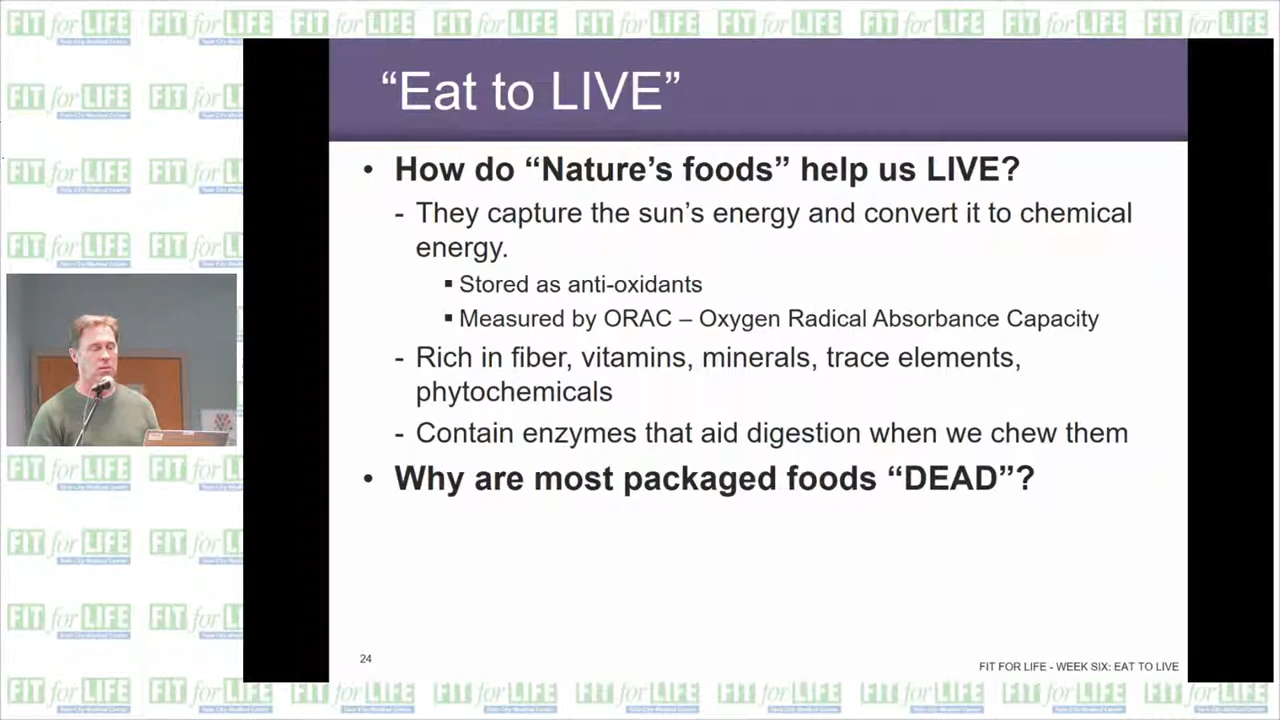 “Eat to LIVE”
• How do “Nature’s foods” help us LIVE?
- They capture the sun’s energy and convert it to chemical
energy.
▪ Stored as anti-oxidants
▪ Measured by ORAC – Oxygen Radical Absorbance Capacity
- Rich in fiber, vitamins, minerals, trace elements,
phytochemicals
- Contain enzymes that aid digestion when we chew them
• Why are most packaged foods “DEAD”?
24
FIT FOR LIFE - WEEK SIX: EAT TO LIVE
FIT for LIFE